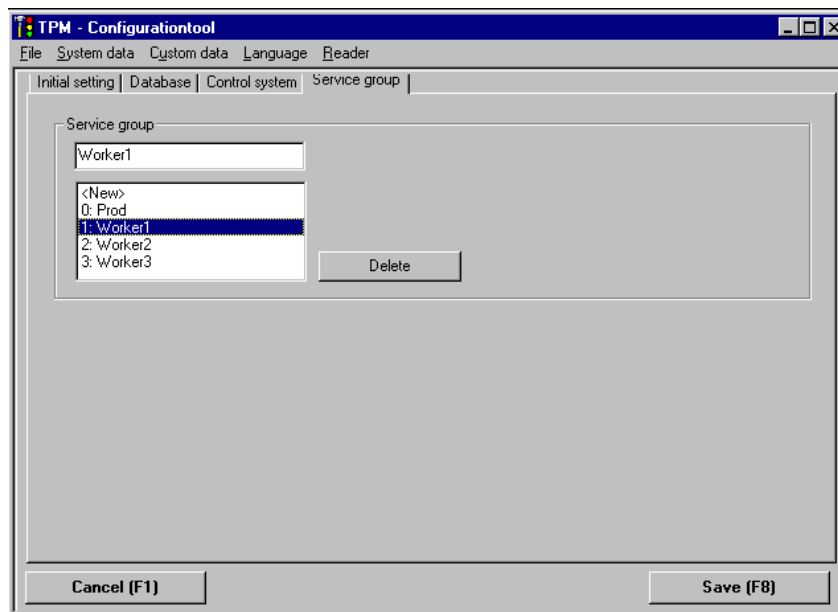 TPM - Configurationtool
File System data Custom data Language Reader
Initial setting Database Control system Service group
Service group
Worker1
<New>
0: Prod
1: Worker1
2: Worker2
3: Worker3
Delete
Cancel (F1) Save (F8)